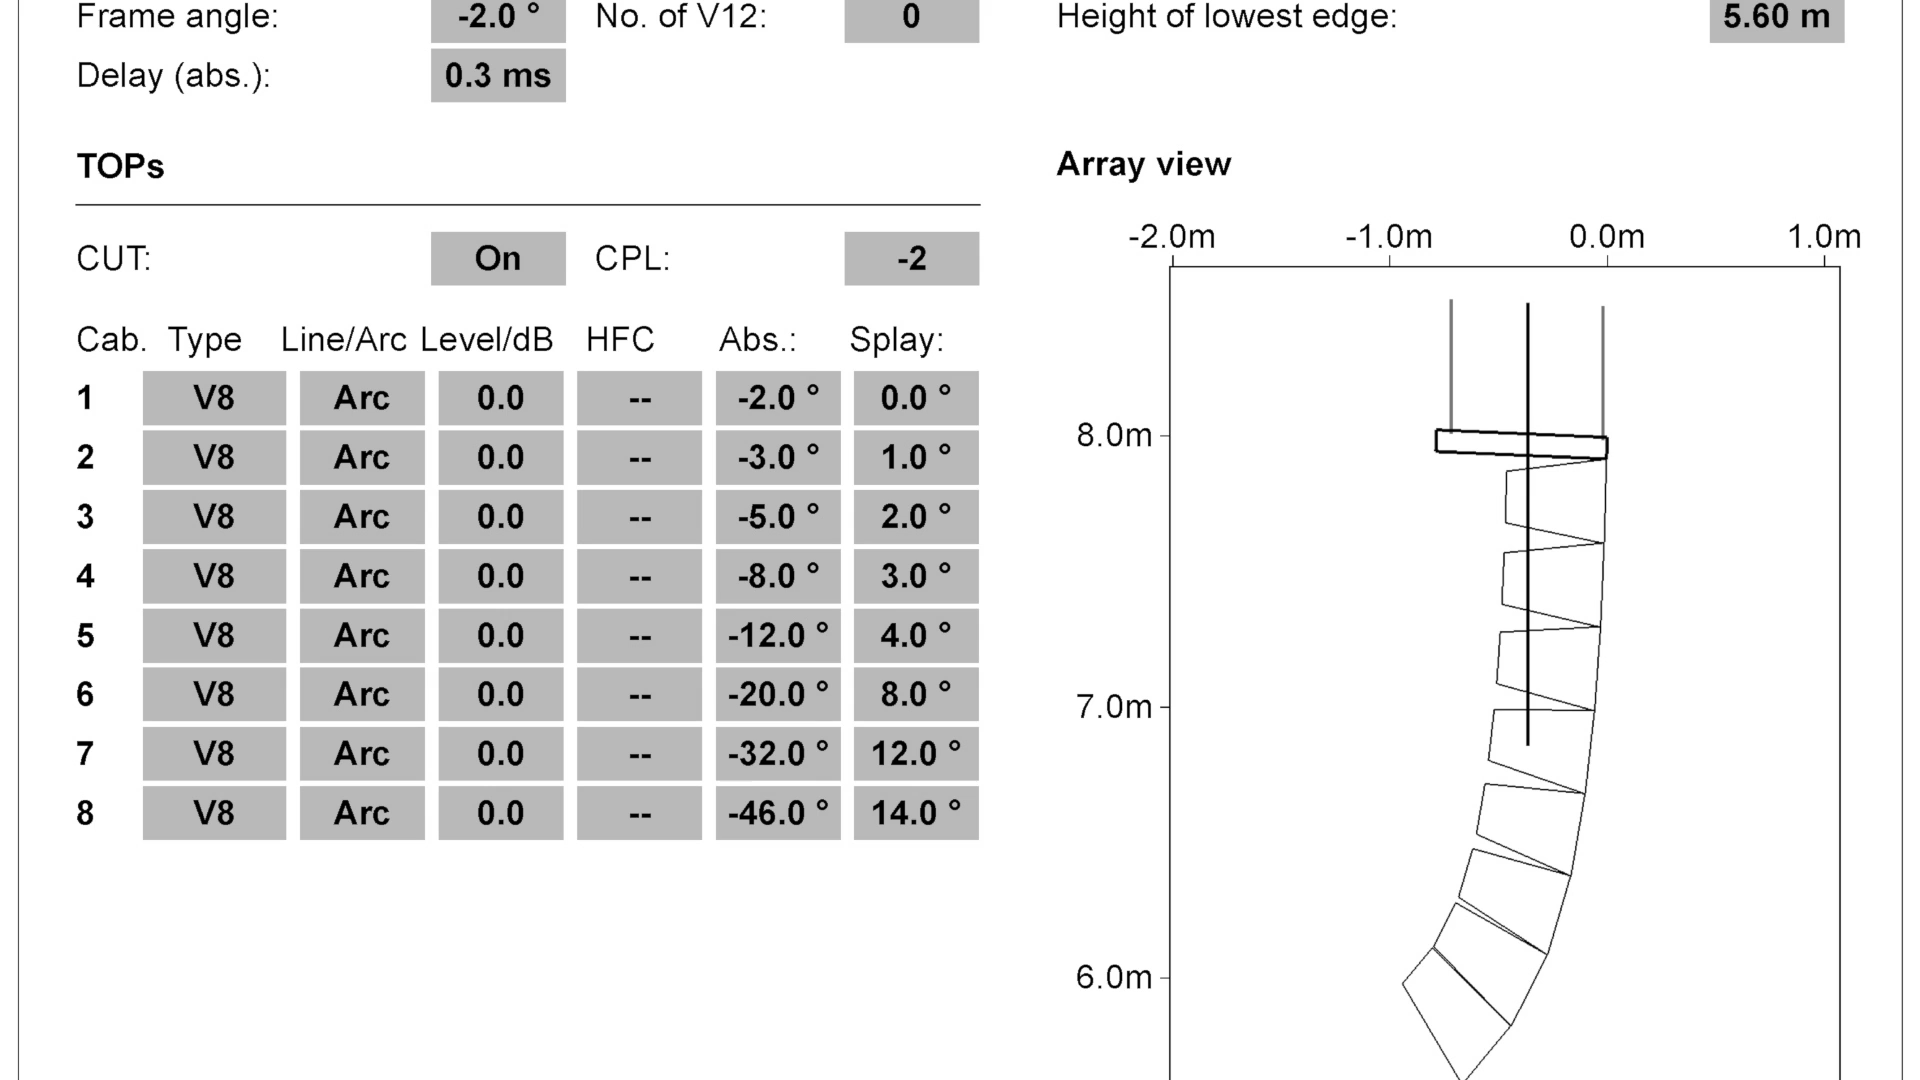 Frame angle: -2.0 ° No. of V12: 0 Height of lowest edge: 5.60 m
Delay (abs.): 0.3 ms
TOPs
CUT: On CPL: -2
Cab. Type Line/Arc Level/dB HFC Abs.: Splay:
1 V8 Arc 0.0 -- -2.0 ° 0.0 °
2 V8 Arc 0.0 -- -3.0 ° 1.0 °
3 V8 Arc 0.0 -- -5.0 ° 2.0 °
4 V8 Arc 0.0 -- -8.0 ° 3.0 °
5 V8 Arc 0.0 -- -12.0 ° 4.0 °
6 V8 Arc 0.0 -- -20.0 ° 8.0 °
7 V8 Arc 0.0 -- -32.0 ° 12.0 °
8 V8 Arc 0.0 -- -46.0 ° 14.0 °
Array view
-2.0m -1.0m 0.0m 1.0m
8.0m
7.0m
6.0m